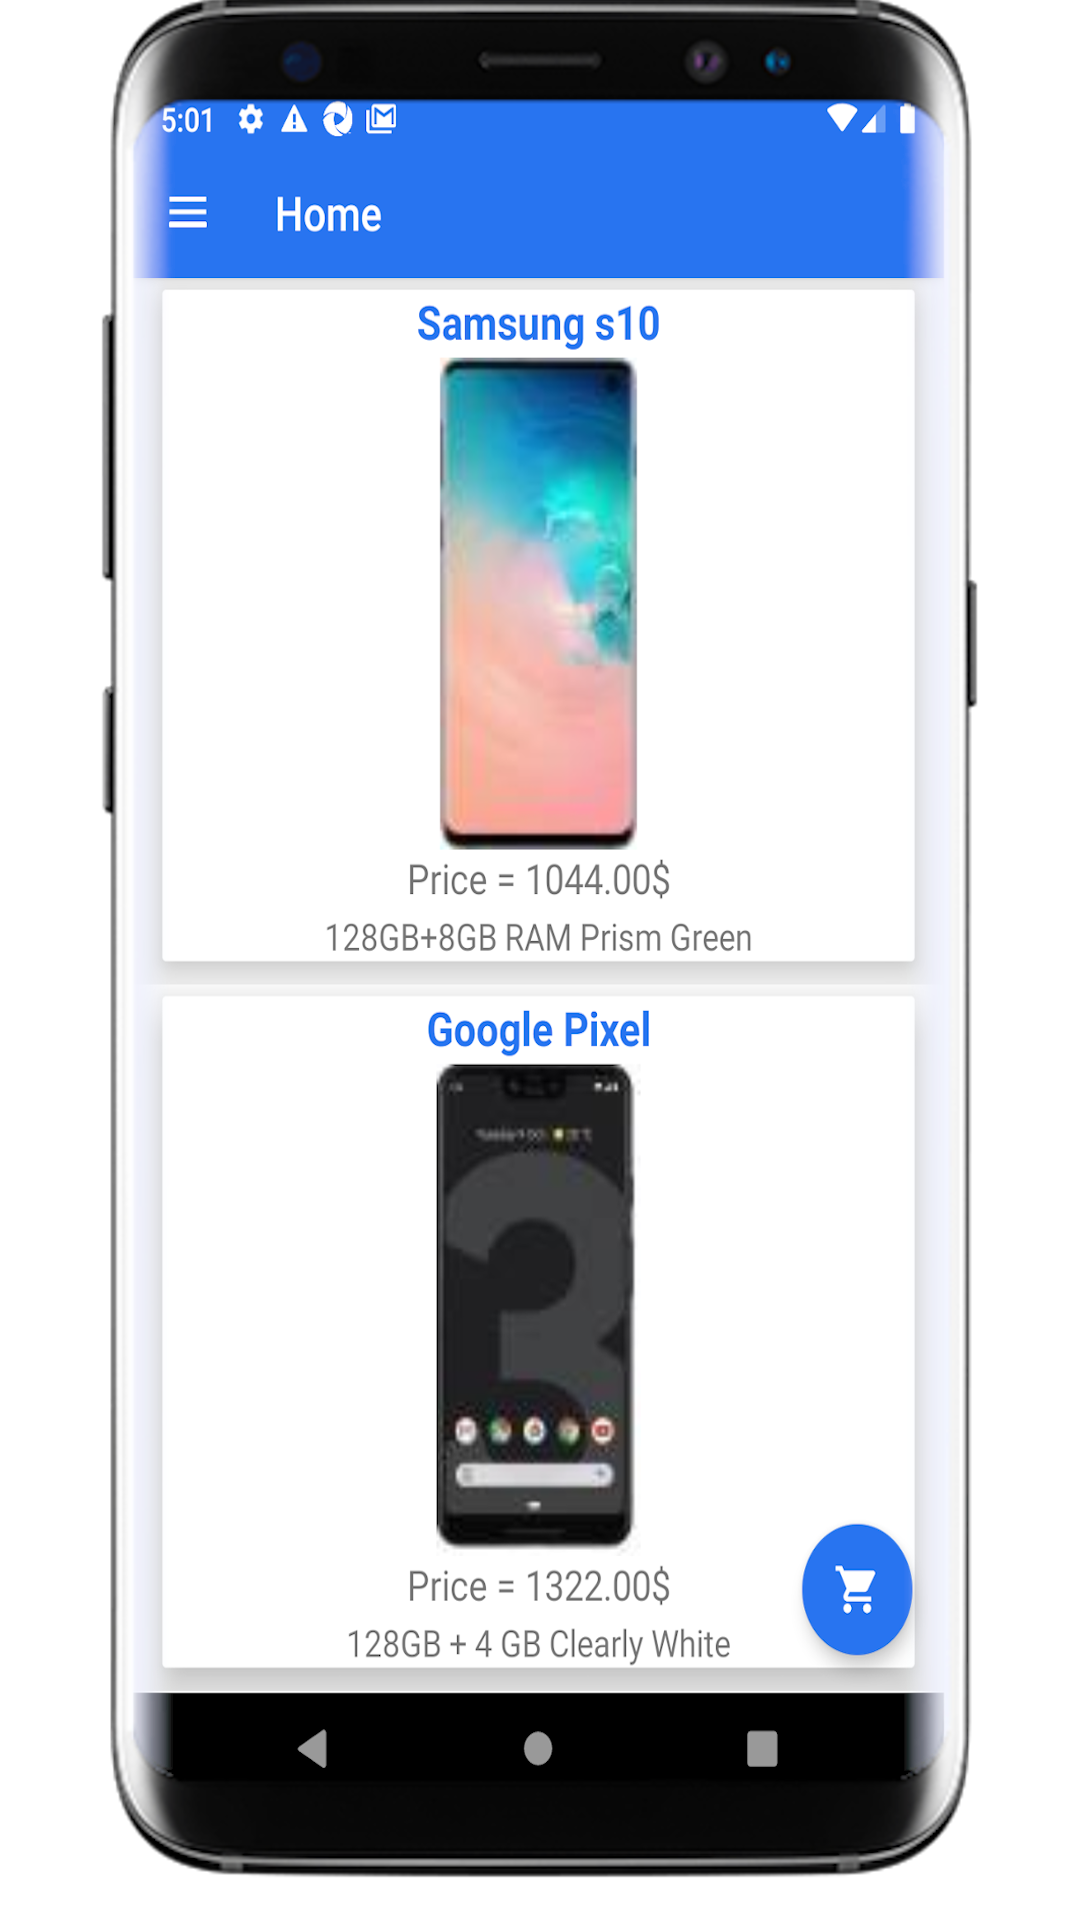 5:01
Home
Samsung s10
Price = 1044.00$
128GB+8GB RAM Prism Green
Google Pixel
3
Price = 1322.00$
128GB + 4 GB Clearly White